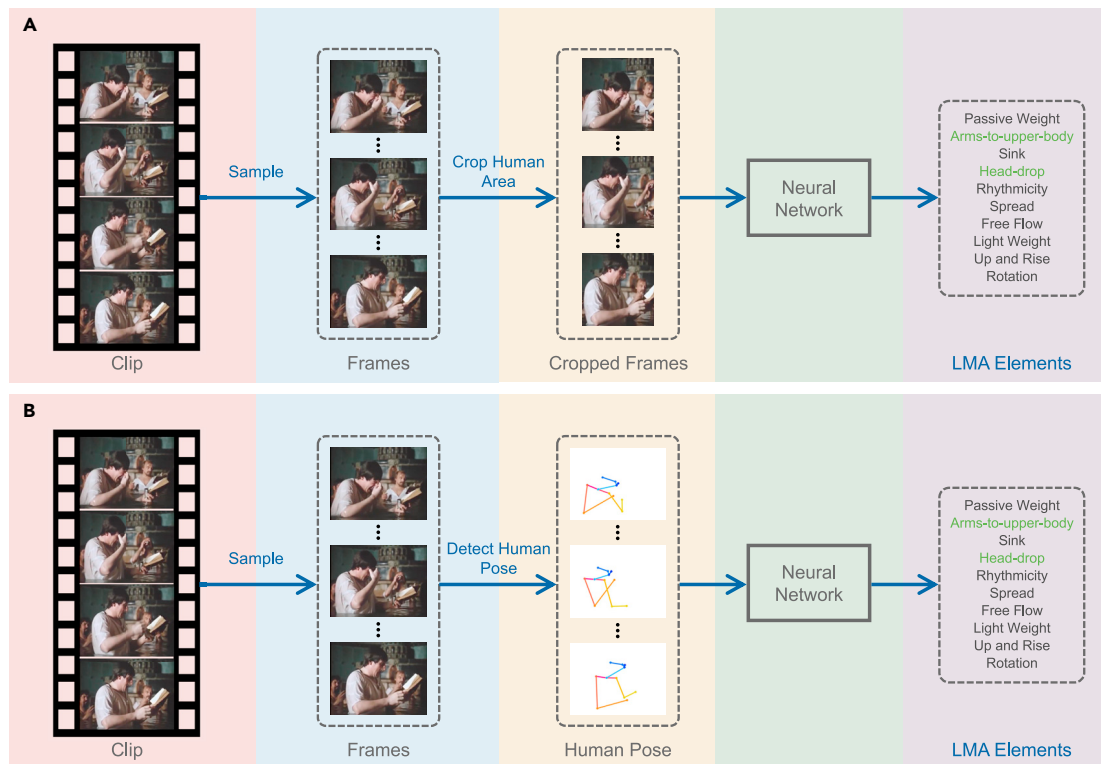 A
Sample
Crop Human
Area
Neural
Network
Passive Weight
Arms-to-upper-body
Sink
Head-drop
Rhythmicity
Spread
Free Flow
Light Weight
Up and Rise
Rotation
Clip
Frames
Cropped Frames
LMA Elements
B
Sample
Detect Human
Pose
Neural
Network
Passive Weight
Arms-to-upper-body
Sink
Head-drop
Rhythmicity
Spread
Free Flow
Light Weight
Up and Rise
Rotation
Clip
Frames
Human Pose
LMA Elements